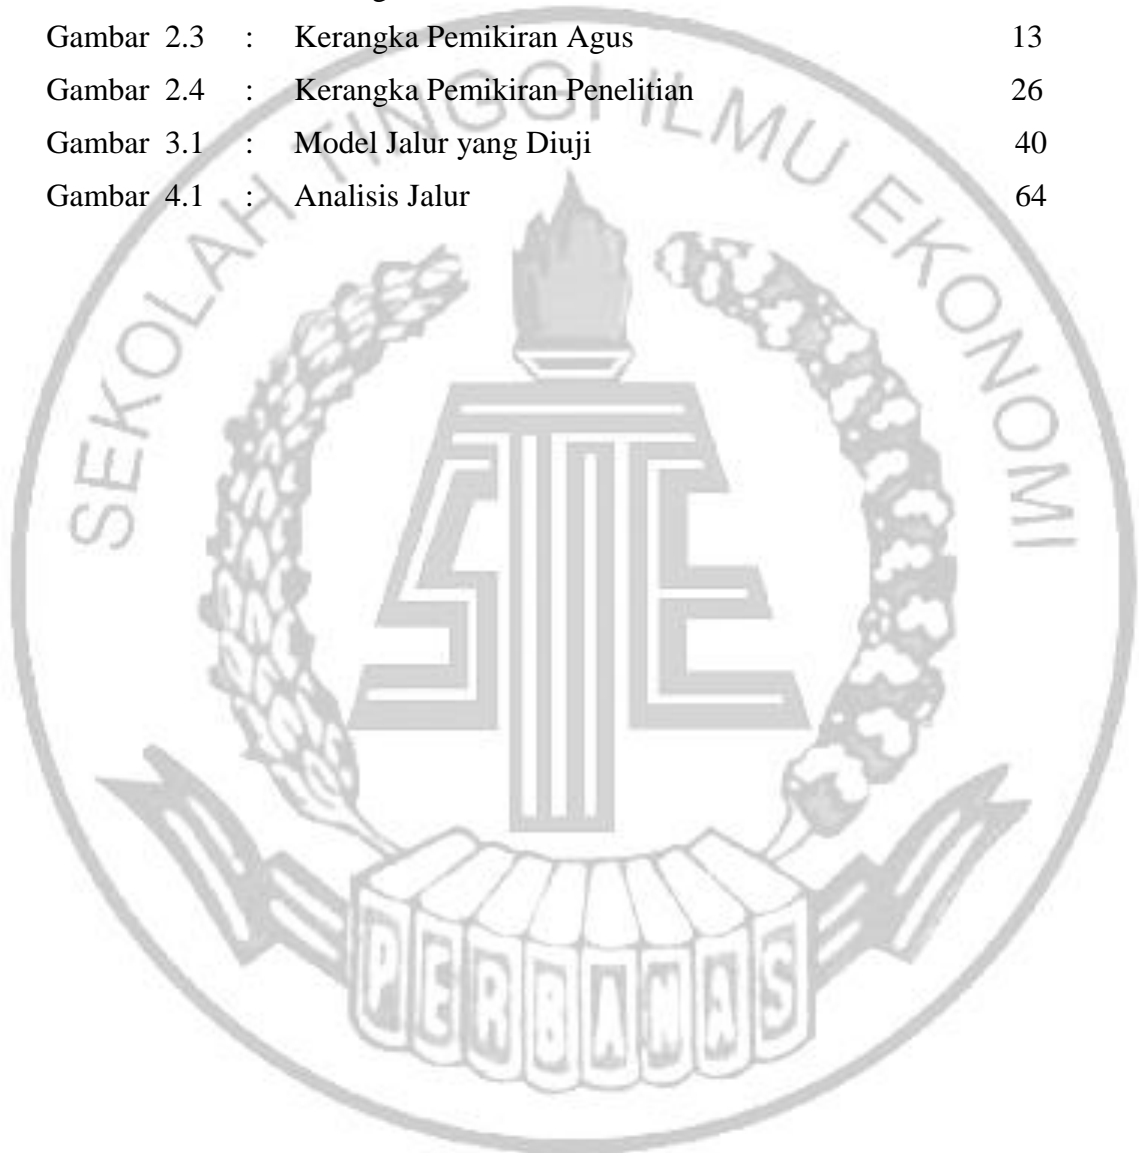 Gambar 2.3 : Kerangka Pemikiran Agus 13
Gambar 2.4 : Kerangka Pemikiran Penelitian 26
Gambar 3.1 : Model Jalur yang Diuji 40
Gambar 4.1 : Analisis Jalur 64
SEKOLAH TINGGI ILMU EKONOMI
STIE
PERBANAS